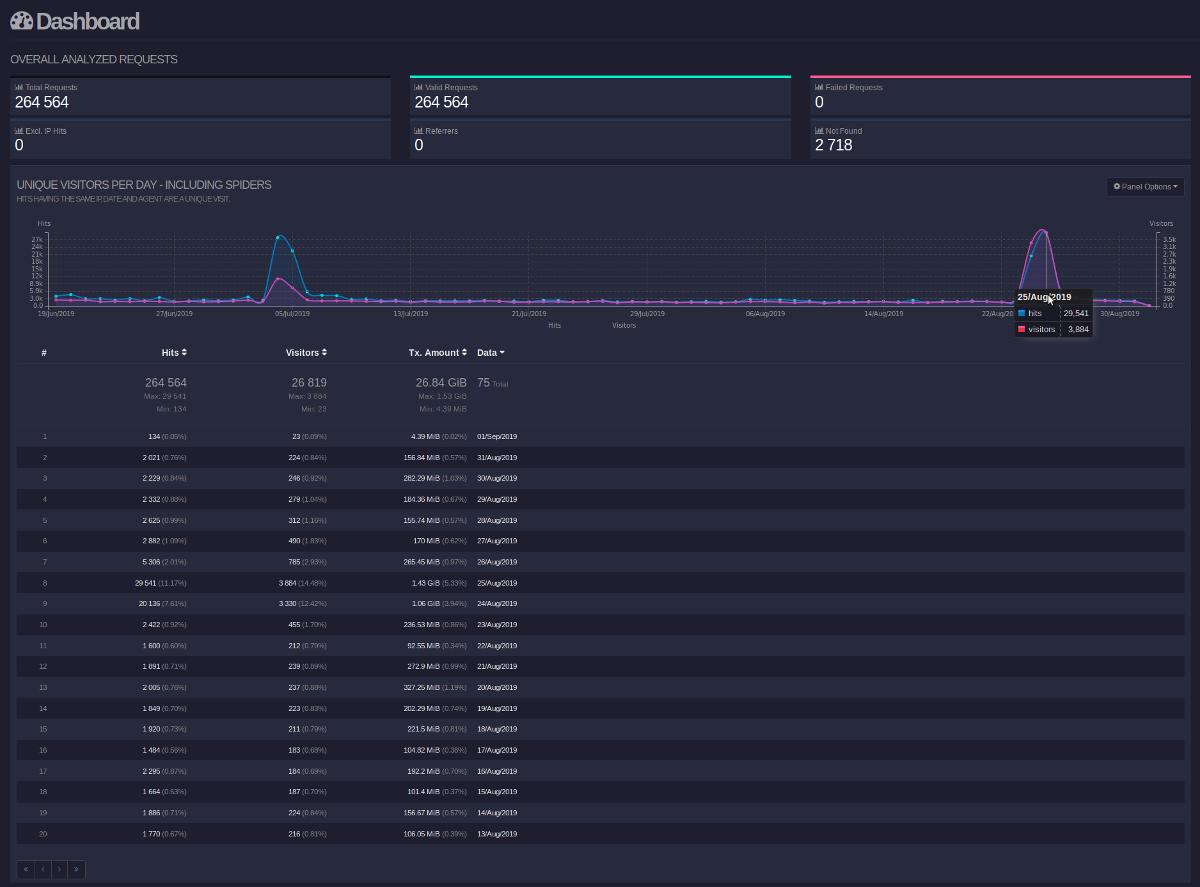 Dashboard
OVERALL ANALYZED REQUESTS
Total Requests
264 564
Valid Requests
264 564
Failed Requests
0
Excl. IP Hits
0
Referrers
0
Not Found
2 718
UNIQUE VISITORS PER DAY - INCLUDING SPIDERS
HITS HAVING THE SAME IP, DATE AND AGENT ARE A UNIQUE VISIT.
Panel Options
Hits Visitors
27k 3.5k
24k 3.1k
21k 2.7k
18k 2.3k
15k 1.9k
12k 1.6k
8.9k 1.2k
5.9k 780
3.0k 390
0.0 0.0
19/Jun/2019 27/Jun/2019 05/Jul/2019 13/Jul/2019 21/Jul/2019 29/Jul/2019 06/Aug/2019 14/Aug/2019 22/Aug/20 30/Aug/2019
Hits Visitors
25/Aug/2019
hits 29,541
visitors 3,884
# Hits Visitors Tx. Amount Data
264 564 26 819 26.84 GiB 75 Total
Max: 29 541 Max: 3 884 Max: 1.53 GiB
Min: 134 Min: 23 Min: 4.39 MiB
1 134 (0.05%) 23 (0.09%) 4.39 MiB (0.02%) 01/Sep/2019
2 2 021 (0.76%) 224 (0.84%) 156.84 MiB (0.57%) 31/Aug/2019
3 2 229 (0.84%) 246 (0.92%) 282.29 MiB (1.03%) 30/Aug/2019
4 2 332 (0.88%) 279 (1.04%) 184.36 MiB (0.67%) 29/Aug/2019
5 2 625 (0.99%) 312 (1.16%) 155.74 MiB (0.57%) 28/Aug/2019
6 2 882 (1.09%) 490 (1.83%) 170 MiB (0.62%) 27/Aug/2019
7 5 306 (2.01%) 785 (2.93%) 265.45 MiB (0.97%) 26/Aug/2019
8 29 541 (11.17%) 3 884 (14.48%) 1.43 GiB (5.33%) 25/Aug/2019
9 20 136 (7.61%) 3 330 (12.42%) 1.06 GiB (3.94%) 24/Aug/2019
10 2 422 (0.92%) 455 (1.70%) 236.53 MiB (0.86%) 23/Aug/2019
11 1 600 (0.60%) 212 (0.79%) 92.55 MiB (0.34%) 22/Aug/2019
12 1 891 (0.71%) 239 (0.89%) 272.9 MiB (0.99%) 21/Aug/2019
13 2 005 (0.76%) 237 (0.88%) 327.25 MiB (1.19%) 20/Aug/2019
14 1 849 (0.70%) 223 (0.83%) 202.29 MiB (0.74%) 19/Aug/2019
15 1 920 (0.73%) 211 (0.79%) 221.5 MiB (0.81%) 18/Aug/2019
16 1 484 (0.56%) 183 (0.68%) 104.82 MiB (0.38%) 17/Aug/2019
17 2 295 (0.87%) 184 (0.69%) 192.2 MiB (0.70%) 16/Aug/2019
18 1 664 (0.63%) 187 (0.70%) 101.4 MiB (0.37%) 15/Aug/2019
19 1 886 (0.71%) 224 (0.84%) 156.67 MiB (0.57%) 14/Aug/2019
20 1 770 (0.67%) 216 (0.81%) 106.05 MiB (0.39%) 13/Aug/2019
« ‹ › »